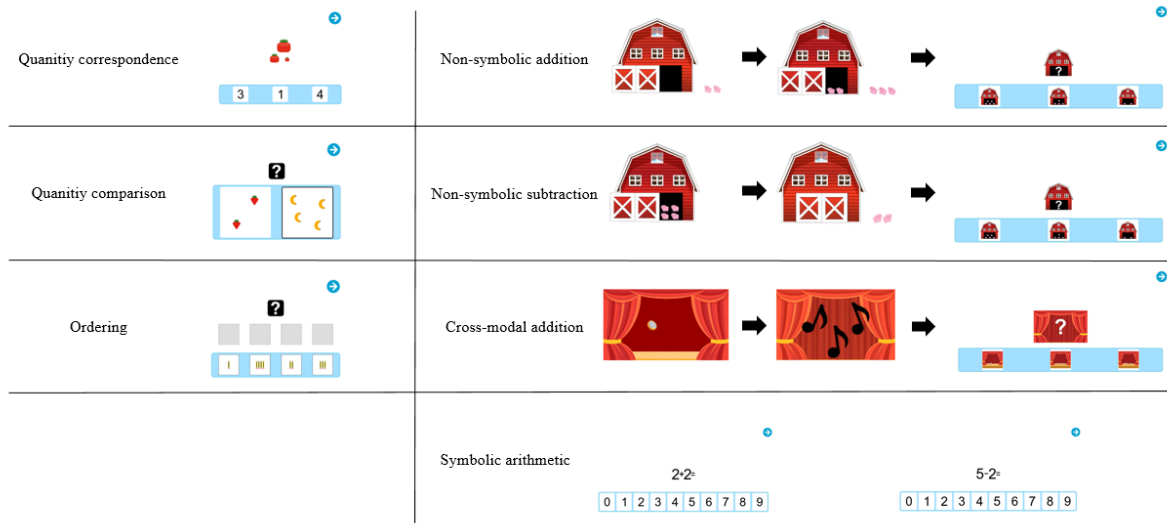 Quanitiy correspondence
3 1 4
Non-symbolic addition
?
Quanitiy comparison
?
Non-symbolic subtraction
?
Ordering
?
Cross-modal addition
?
Symbolic arithmetic
2+2=
0 1 2 3 4 5 6 7 8 9
5-2=
0 1 2 3 4 5 6 7 8 9